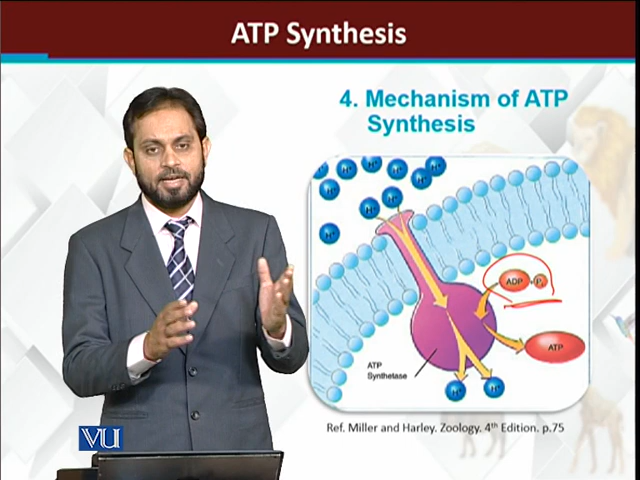 ATP Synthesis
4. Mechanism of ATP
Synthesis
H⁺ H⁺ H⁺ H⁺ H⁺
H⁺ H⁺
H⁺
ADP + Pᵢ
ATP
ATP
Synthetase
H⁺ H⁺
VU
Ref. Miller and Harley. Zoology. 4th Edition. p.75